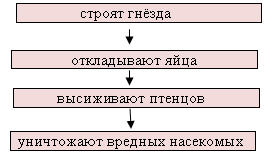 строят гнёзда
откладывают яйца
высиживают птенцов
уничтожают вредных насекомых